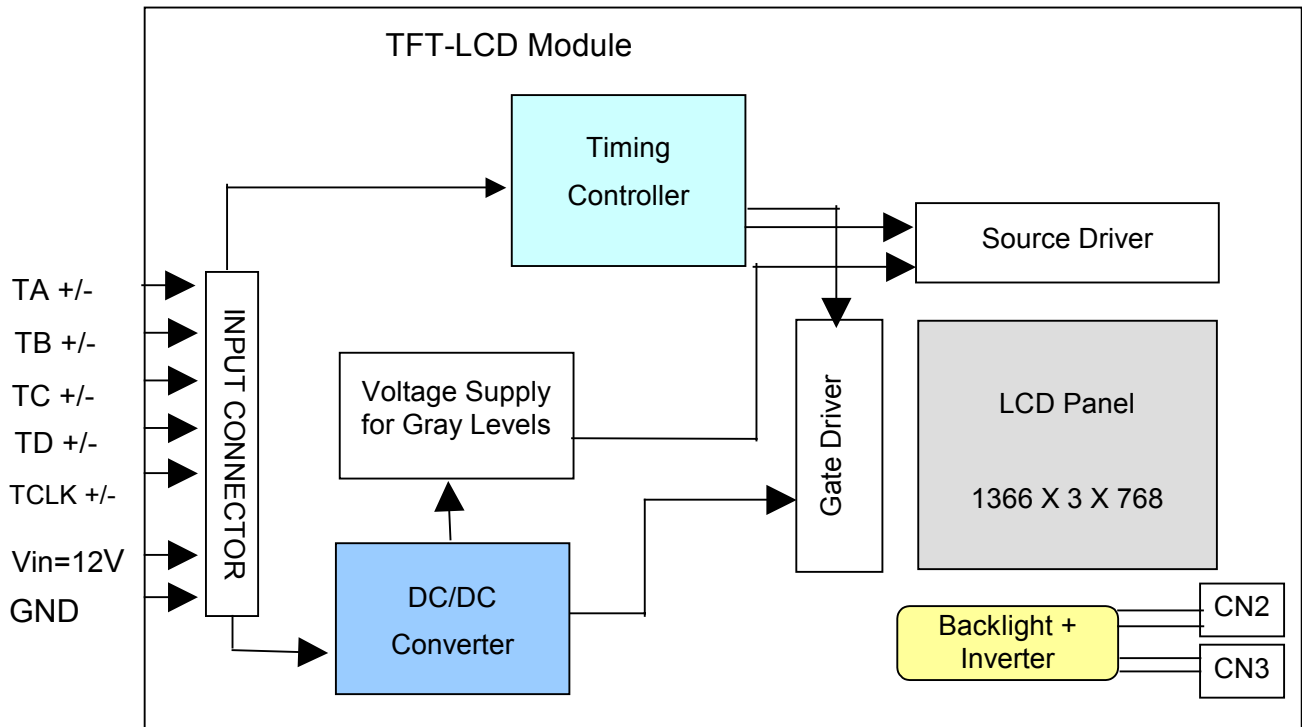 TFT-LCD Module
Timing
Controller
Source Driver
TA +/-
TB +/-
TC +/-
TD +/-
TCLK +/-
Vin=12V
GND
INPUT CONNECTOR
Voltage Supply
for Gray Levels
Gate Driver
LCD Panel
1366 X 3 X 768
DC/DC
Converter
Backlight +
Inverter
CN2
CN3